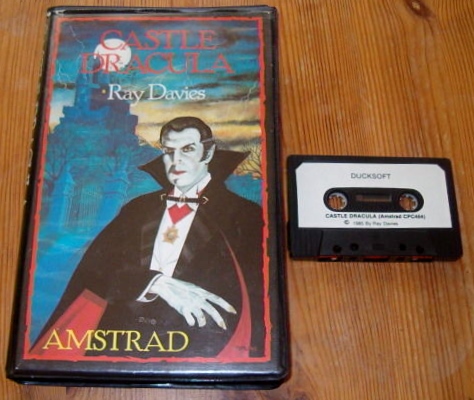 CASTLE
DRACULA
Ray Davies
AMSTRAD
DUCKSOFT
CASTLE DRACULA (Amstrad CPC464)
© 1985 By Ray Davies